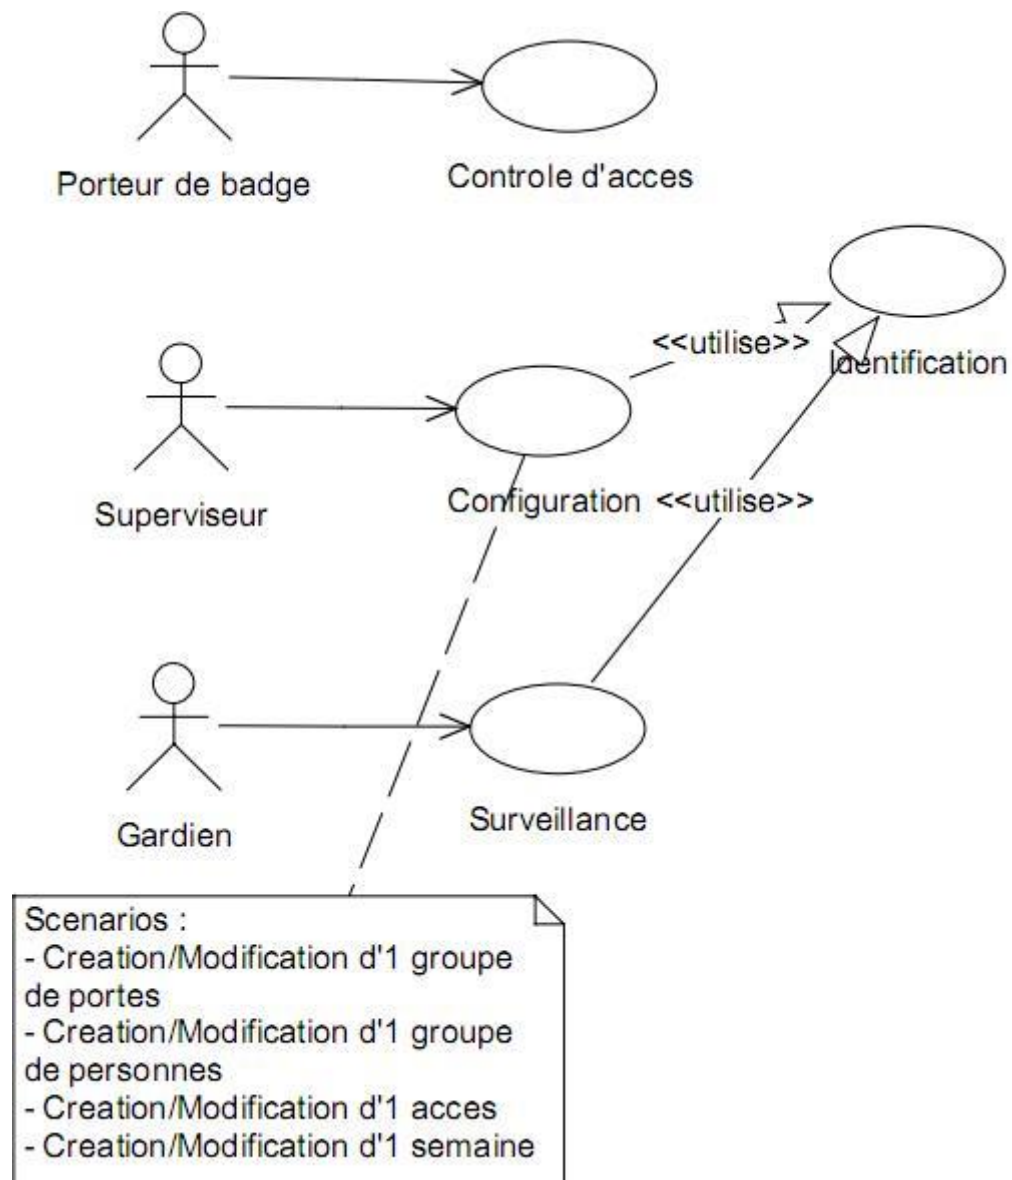 Porteur de badge
Controle d'acces
<<utilise>>
Identification
Superviseur
Configuration
<<utilise>>
Gardien
Surveillance
Scenarios :
- Creation/Modification d'1 groupe
de portes
- Creation/Modification d'1 groupe
de personnes
- Creation/Modification d'1 acces
- Creation/Modification d'1 semaine